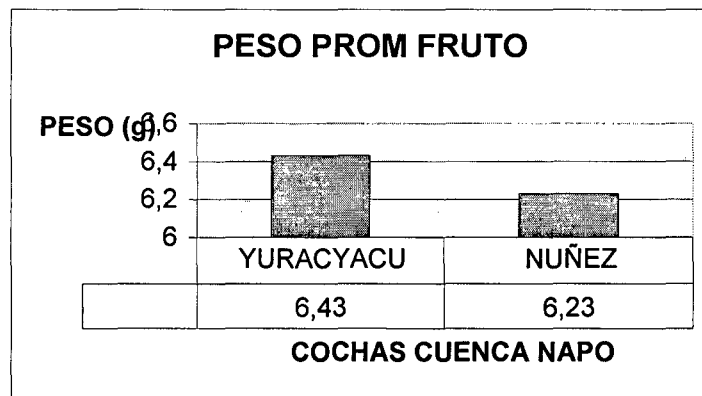 PESO PROM FRUTO
PESO (g)
6,6
6,4
6,2
6
YURACYACU NUÑEZ
6,43 6,23
COCHAS CUENCA NAPO